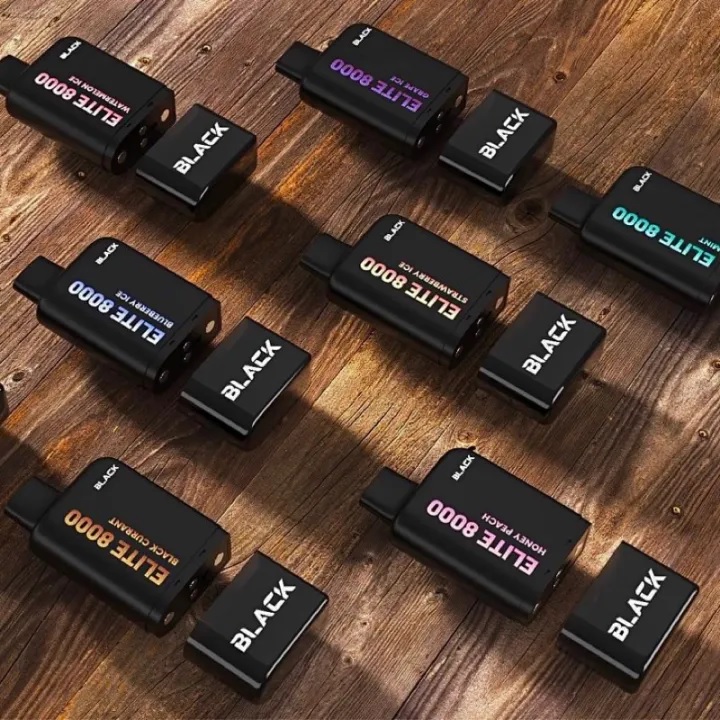 BLACK
ELITE 8000
WATERMELON ICE
BLACK
BLACK
ELITE 8000
GRAPE ICE
BLACK
BLACK
ELITE 8000
MINT
BLACK
ELITE 8000
BLUEBERRY ICE
BLACK
BLACK
ELITE 8000
STRAWBERRY ICE
BLACK
BLACK
ELITE 8000
BLACK CURRANT
BLACK
BLACK
ELITE 8000
HONEY PEACH
BLACK